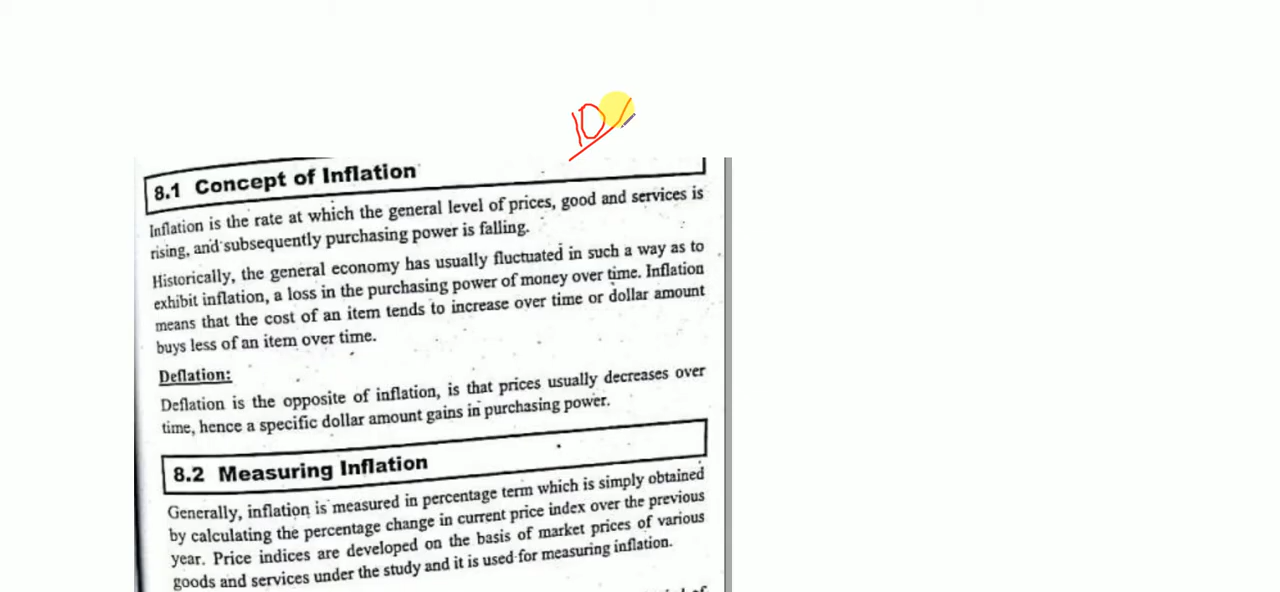 10
8.1 Concept of Inflation
Inflation is the rate at which the general level of prices, good and services is
rising, and subsequently purchasing power is falling.
Historically, the general economy has usually fluctuated in such a way as to
exhibit inflation, a loss in the purchasing power of money over time. Inflation
means that the cost of an item tends to increase over time or dollar amount
buys less of an item over time.
Deflation:
Deflation is the opposite of inflation, is that prices usually decreases over
time, hence a specific dollar amount gains in purchasing power.
8.2 Measuring Inflation
Generally, inflation is measured in percentage term which is simply obtained
by calculating the percentage change in current price index over the previous
year. Price indices are developed on the basis of market prices of various
goods and services under the study and it is used for measuring inflation.